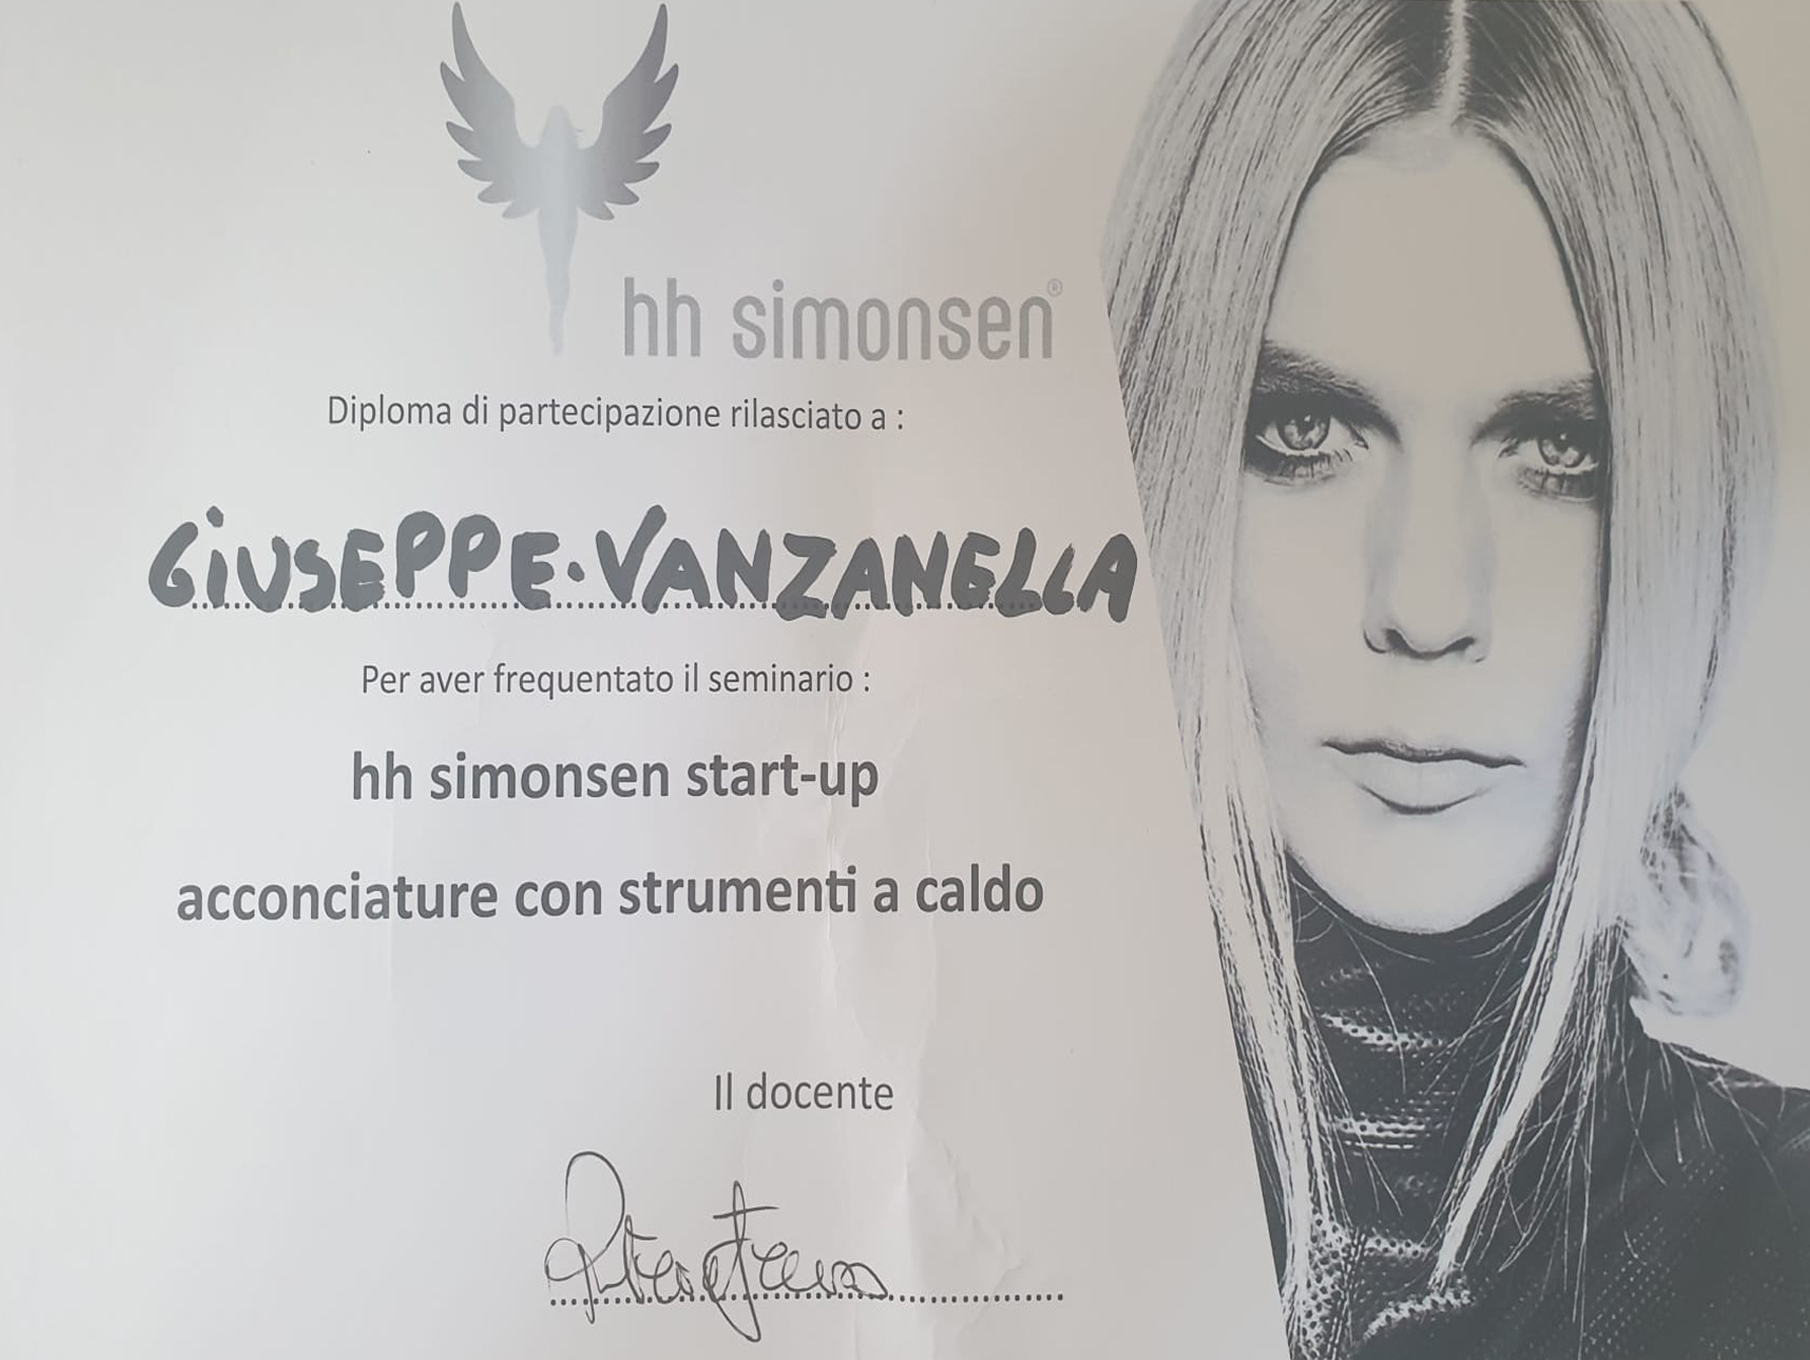 hh simonsen®
Diploma di partecipazione rilasciato a :
GiUSEPPE·VANZANELLA
Per aver frequentato il seminario :
hh simonsen start-up
acconciature con strumenti a caldo
Il docente